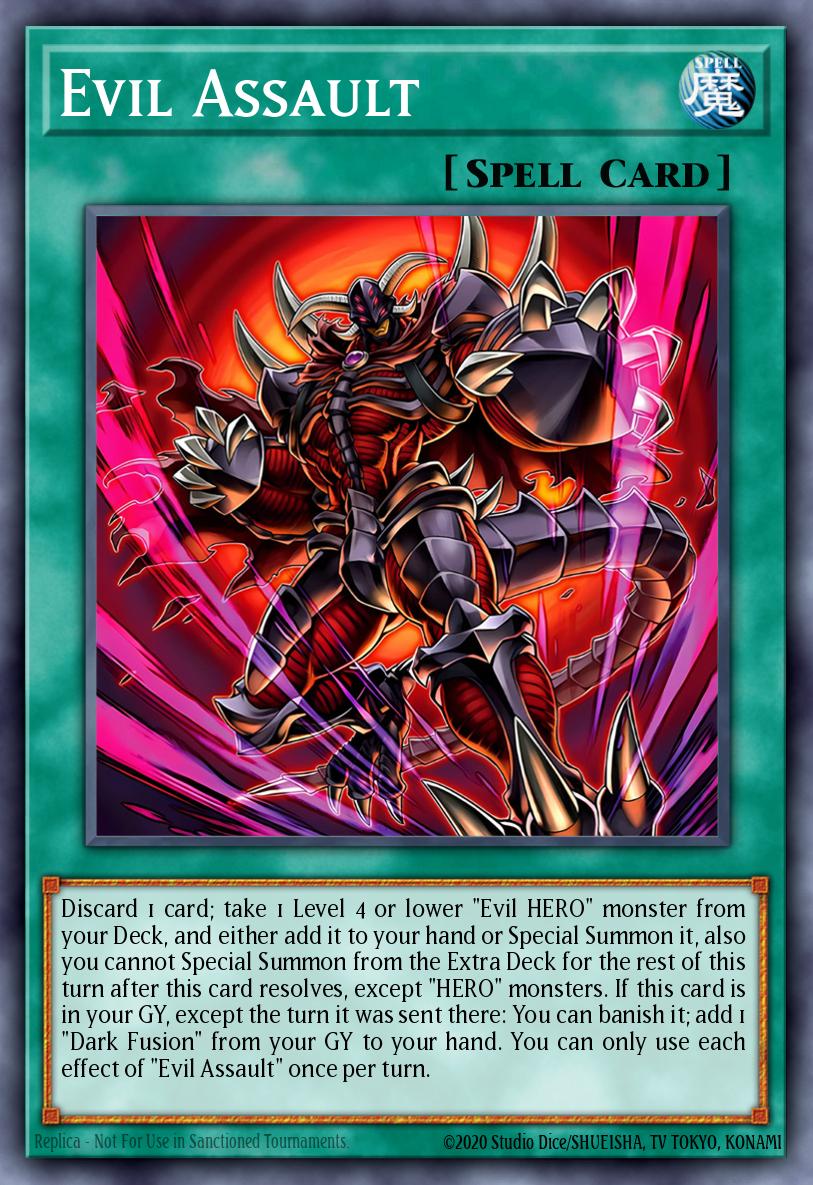 Evil Assault
SPELL
魔
[Spell Card]
Discard 1 card; take 1 Level 4 or lower "Evil HERO" monster from
your Deck, and either add it to your hand or Special Summon it, also
you cannot Special Summon from the Extra Deck for the rest of this
turn after this card resolves, except "HERO" monsters. If this card is
in your GY, except the turn it was sent there: You can banish it; add 1
"Dark Fusion" from your GY to your hand. You can only use each
effect of "Evil Assault" once per turn.
Replica - Not For Use in Sanctioned Tournaments.
©2020 Studio Dice/SHUEISHA, TV TOKYO, KONAMI